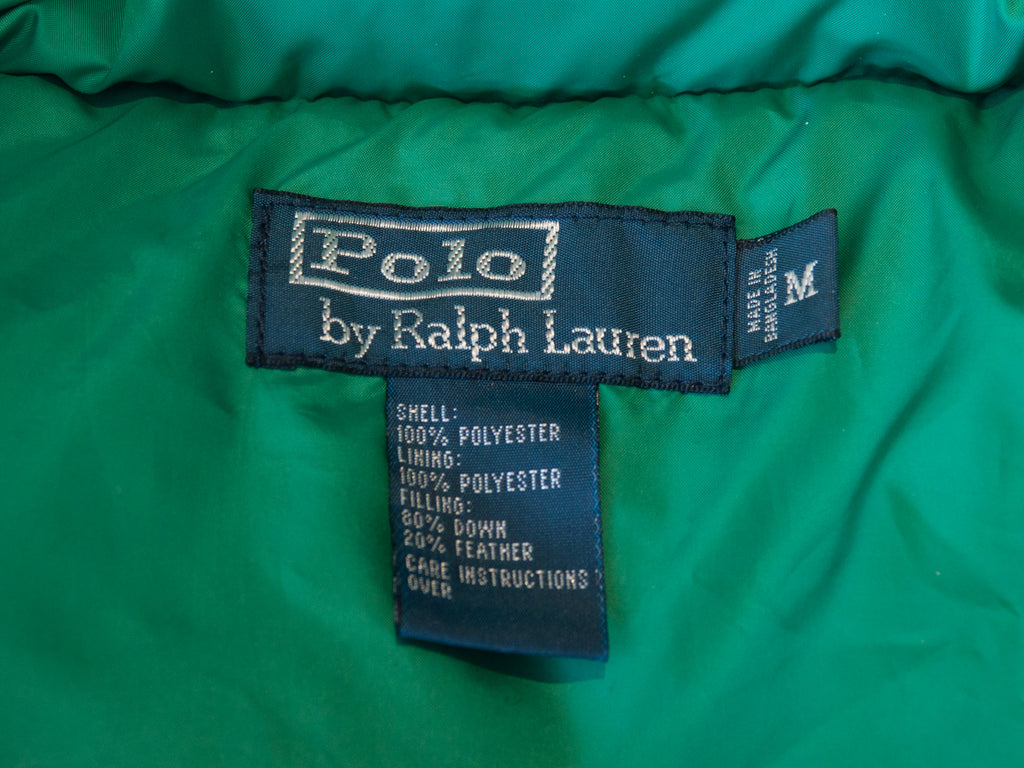 Polo
by Ralph Lauren
MADE IN
BANGLADESH
M
SHELL:
100% POLYESTER
LINING:
100% POLYESTER
FILLING:
80% DOWN
20% FEATHER
CARE INSTRUCTIONS
OVER